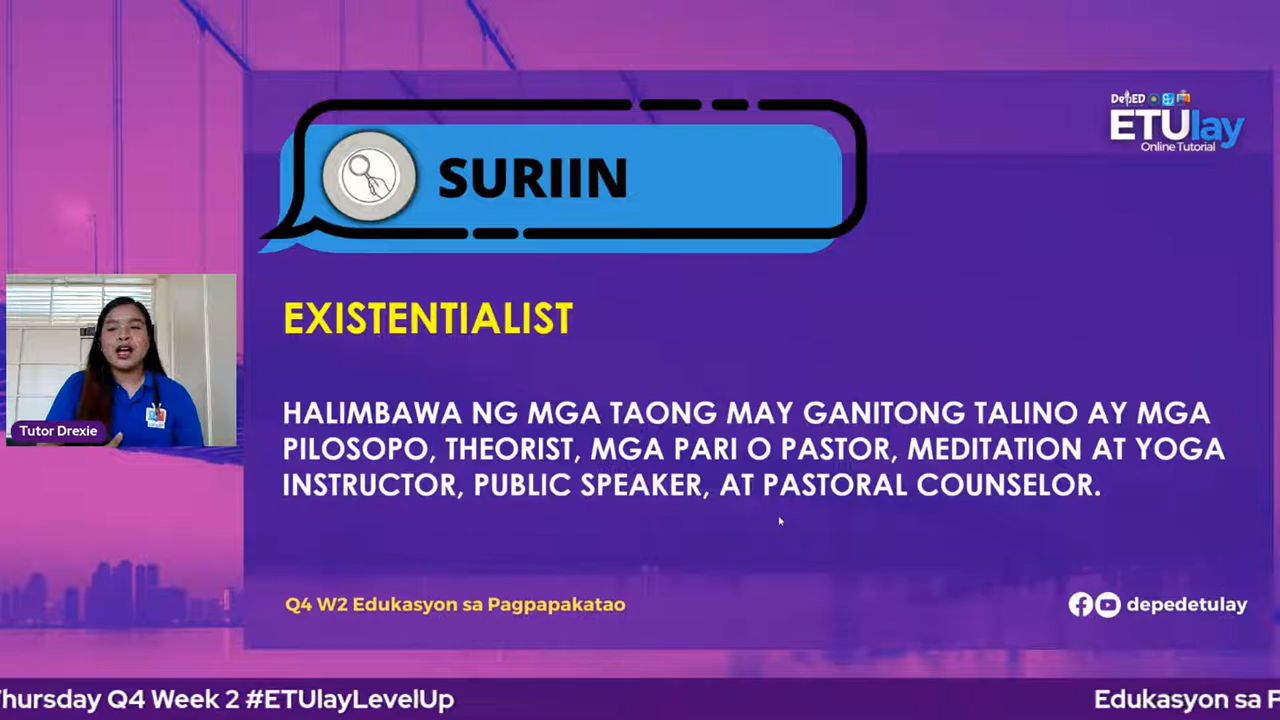 DepED
ETUlay
Online Tutorial
SURIIN
EXISTENTIALIST
HALIMBAWA NG MGA TAONG MAY GANITONG TALINO AY MGA
PILOSOPO, THEORIST, MGA PARI O PASTOR, MEDITATION AT YOGA
INSTRUCTOR, PUBLIC SPEAKER, AT PASTORAL COUNSELOR.
Tutor Drexie
Q4 W2 Edukasyon sa Pagpapakatao
depedetulay
hursday Q4 Week 2 #ETUlayLevelUp
Edukasyon sa P